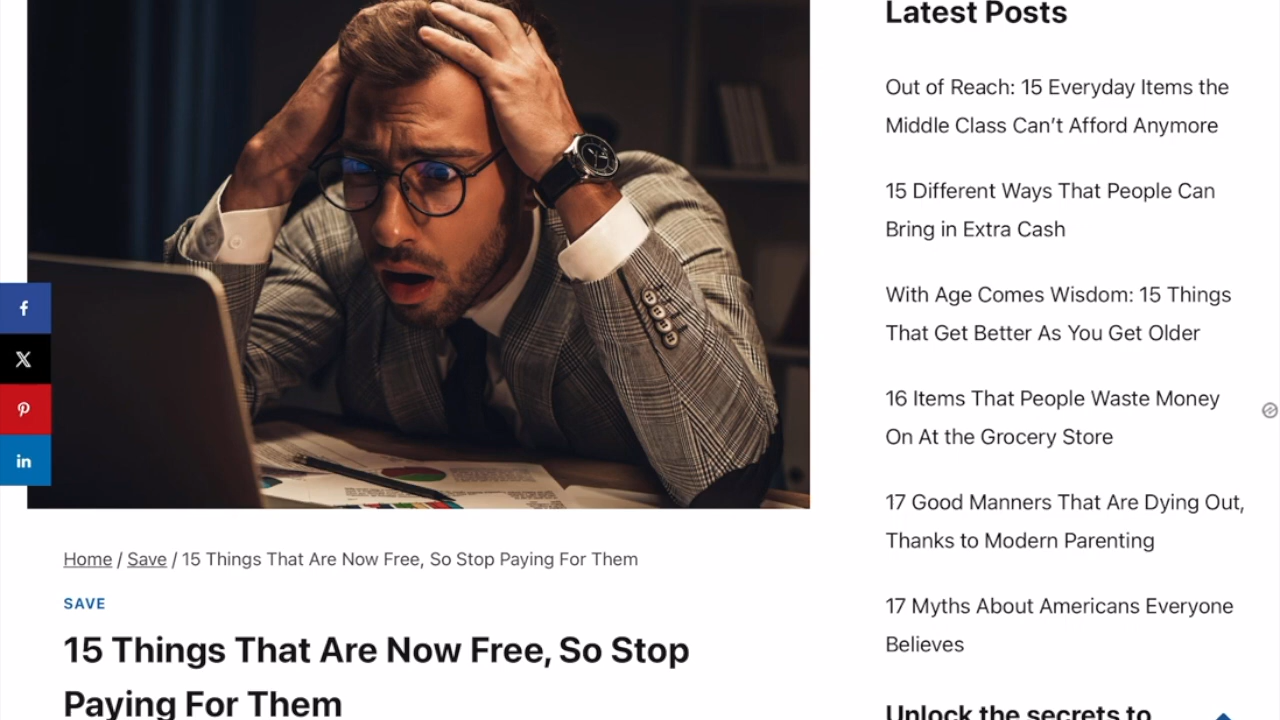 Latest Posts
Out of Reach: 15 Everyday Items the
Middle Class Can’t Afford Anymore
15 Different Ways That People Can
Bring in Extra Cash
With Age Comes Wisdom: 15 Things
That Get Better As You Get Older
16 Items That People Waste Money
On At the Grocery Store
17 Good Manners That Are Dying Out,
Thanks to Modern Parenting
17 Myths About Americans Everyone
Believes
Unlock the secrets to
f
X
in
Home / Save / 15 Things That Are Now Free, So Stop Paying For Them
SAVE
15 Things That Are Now Free, So Stop
Paying For Them